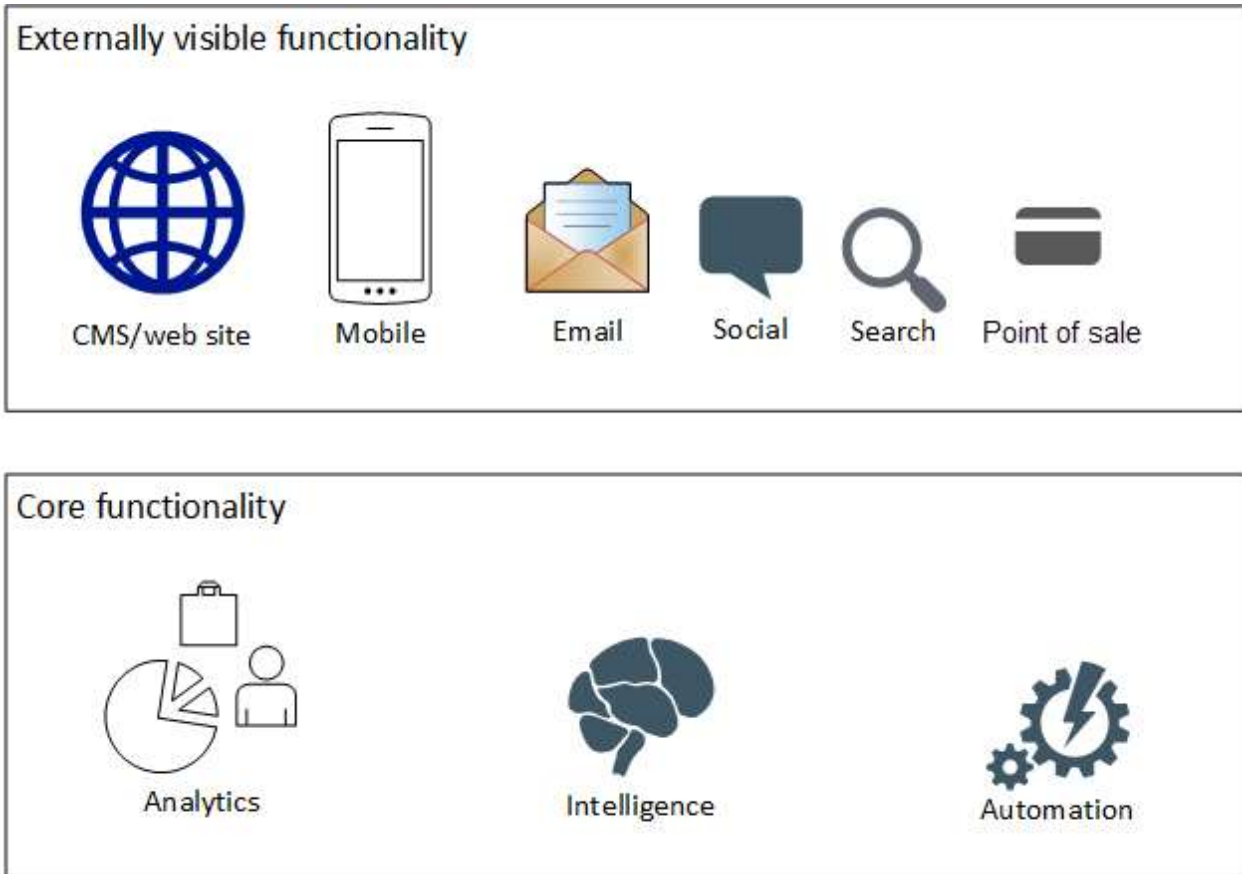 Externally visible functionality
CMS/web site
Mobile
Email
Social
Search
Point of sale
Core functionality
Analytics
Intelligence
Automation